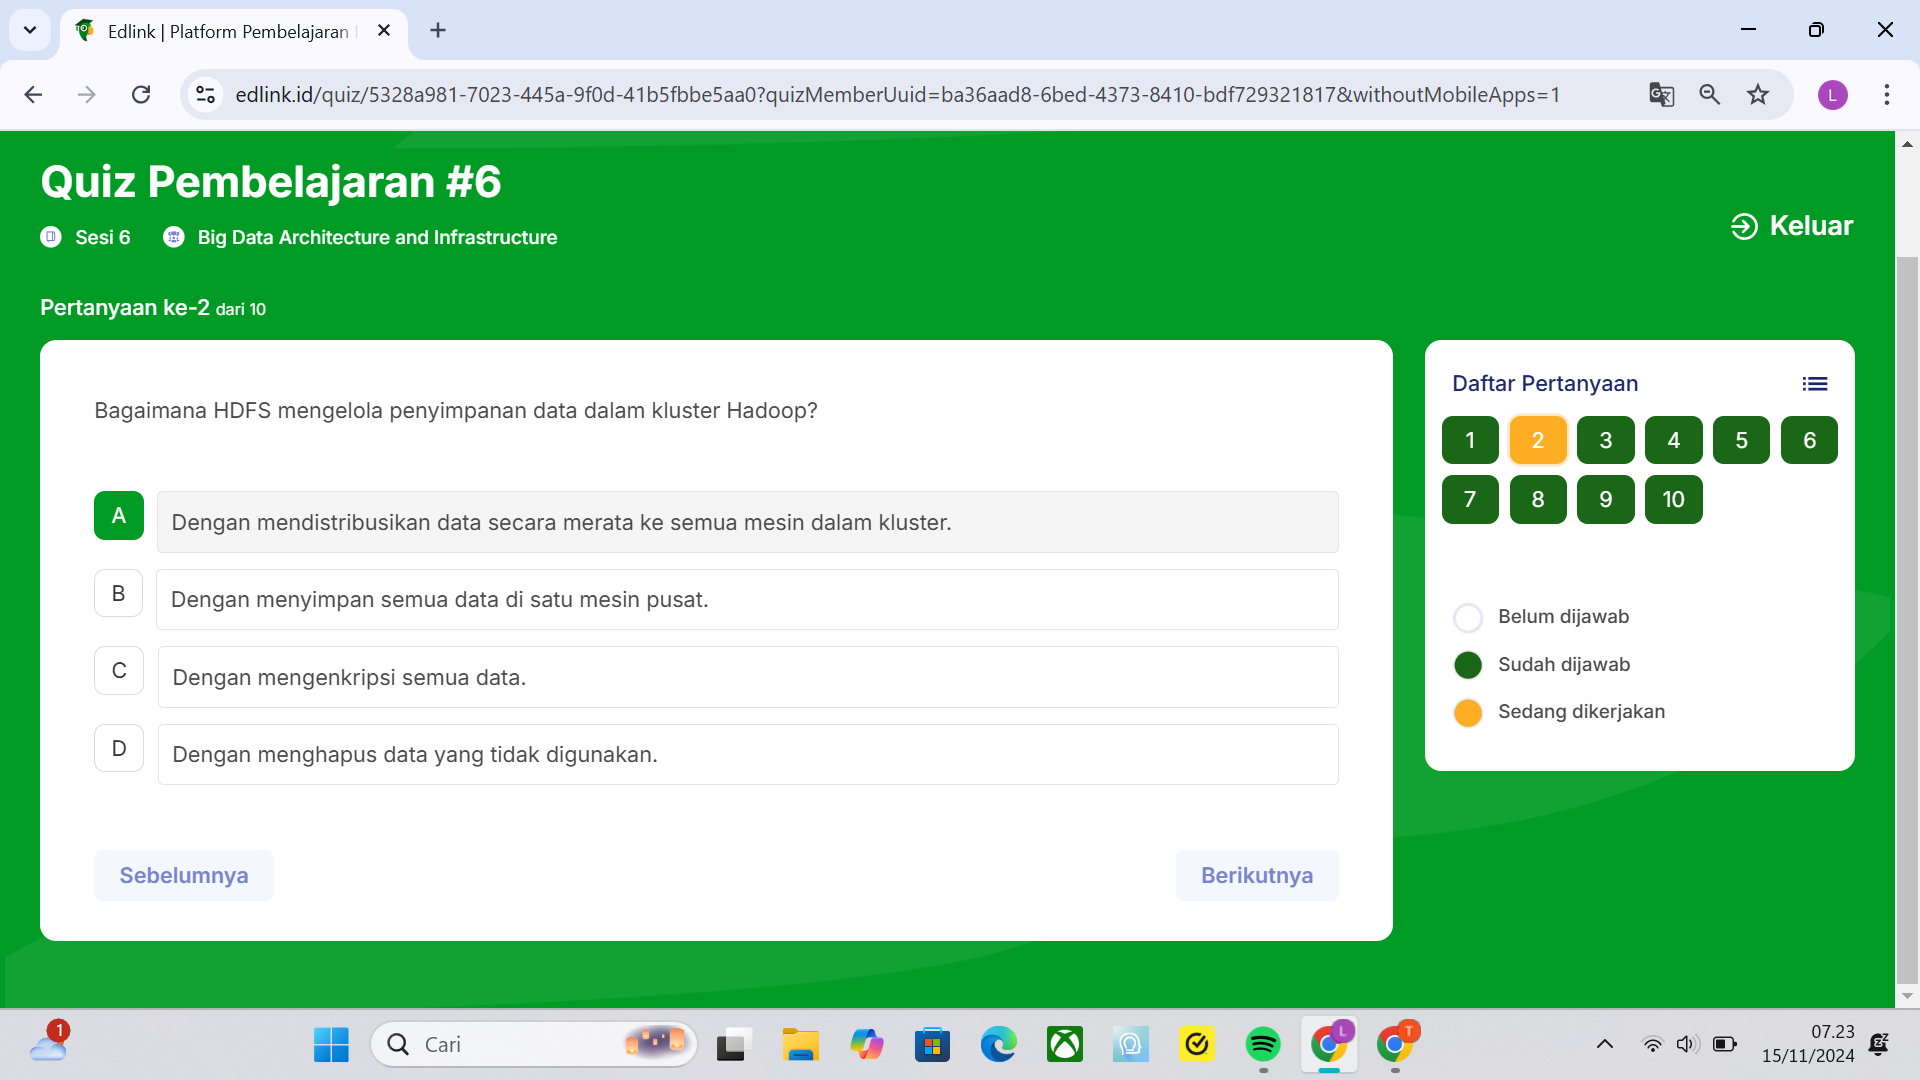 Edlink | Platform Pembelajaran
edlink.id/quiz/5328a981-7023-445a-9f0d-41b5fbbe5aa0?quizMemberUuid=ba36aad8-6bed-4373-8410-bdf729321817&withoutMobileApps=1
L
Quiz Pembelajaran #6
Sesi 6
Big Data Architecture and Infrastructure
Keluar
Pertanyaan ke-2 dari 10
Bagaimana HDFS mengelola penyimpanan data dalam kluster Hadoop?
A Dengan mendistribusikan data secara merata ke semua mesin dalam kluster.
B Dengan menyimpan semua data di satu mesin pusat.
C Dengan mengenkripsi semua data.
D Dengan menghapus data yang tidak digunakan.
Sebelumnya
Berikutnya
Daftar Pertanyaan
1 2 3 4 5 6
7 8 9 10
Belum dijawab
Sudah dijawab
Sedang dikerjakan
1
Cari
L
T
07.23
15/11/2024